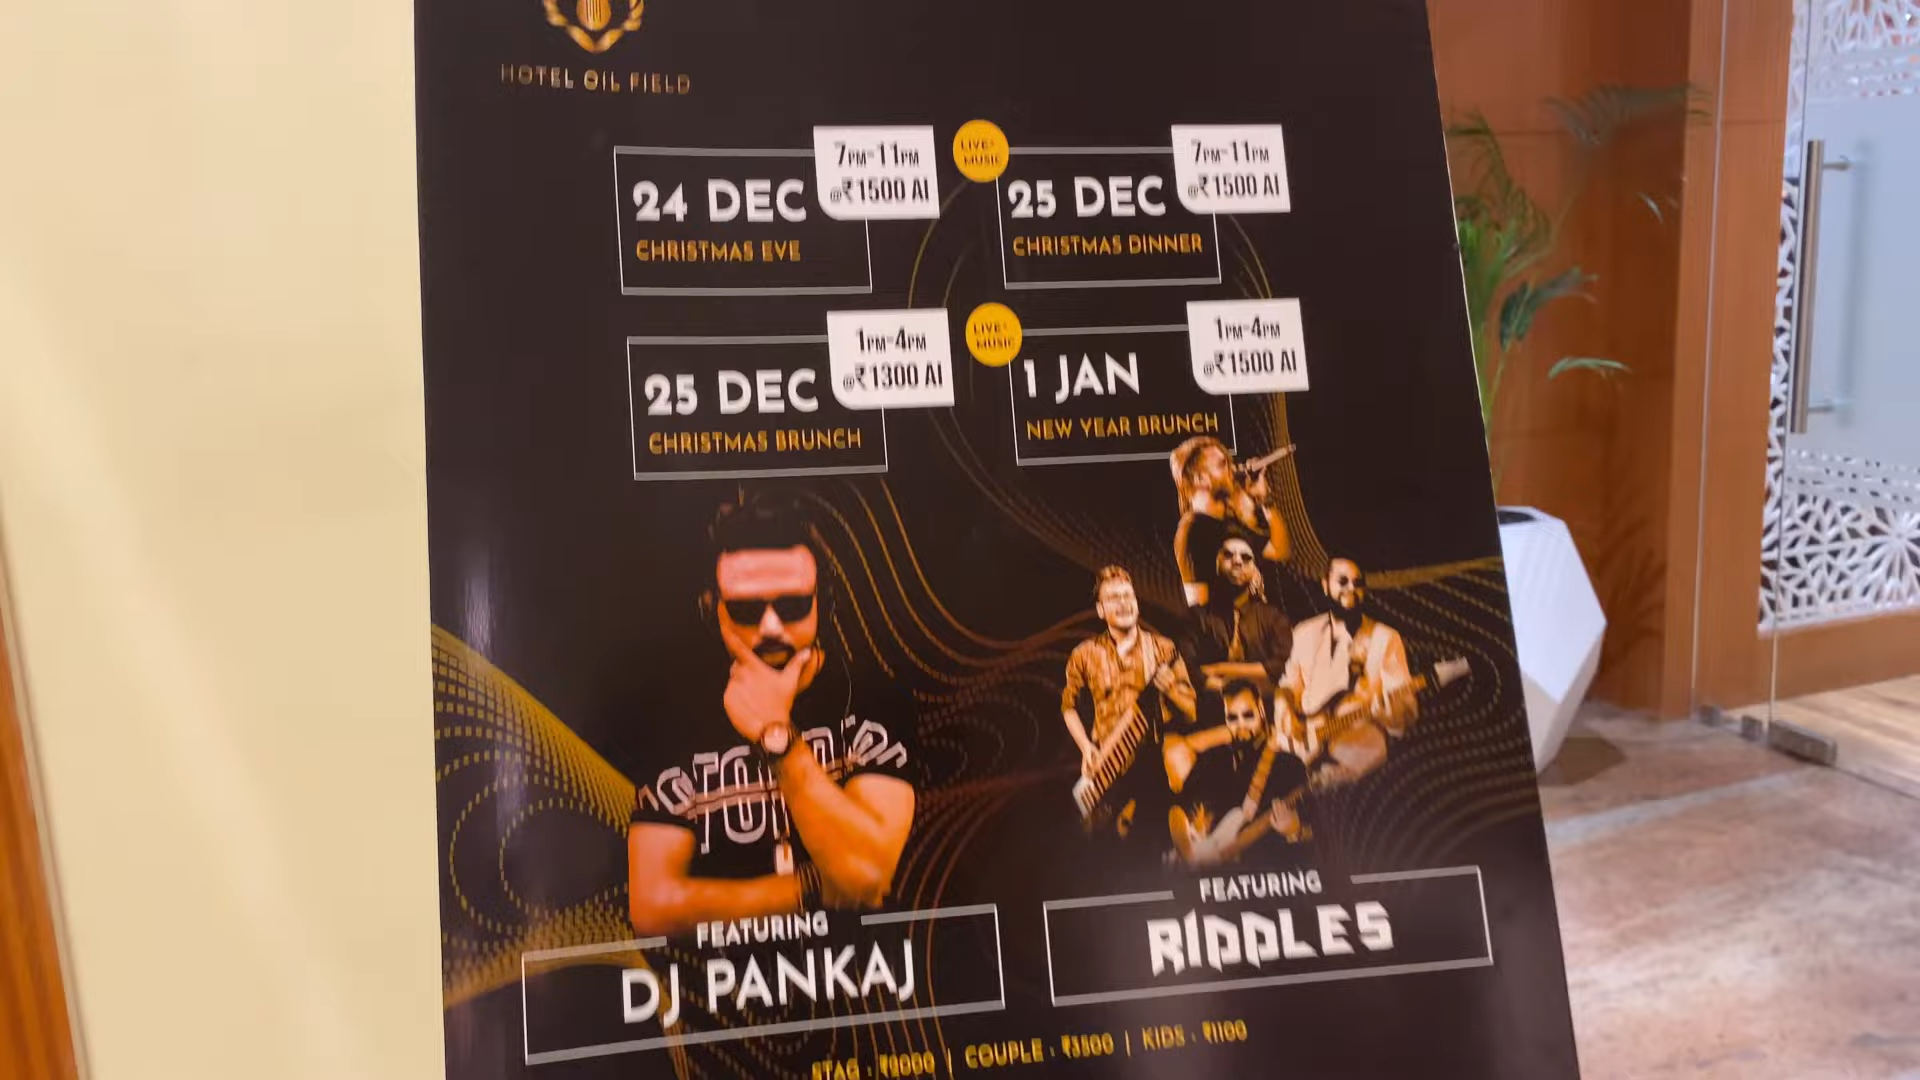 HOTEL OIL FIELD
7PM-11PM
@₹1500 AI
24 DEC
CHRISTMAS EVE
LIVE
MUSIC
7PM-11PM
@₹1500 AI
25 DEC
CHRISTMAS DINNER
1PM-4PM
@₹1300 AI
25 DEC
CHRISTMAS BRUNCH
LIVE
MUSIC
1PM-4PM
@₹1500 AI
1 JAN
NEW YEAR BRUNCH
FEATURING
DJ PANKAJ
FEATURING
RIDDLES
STAG : ₹2000 | COUPLE : ₹3500 | KIDS : ₹1100